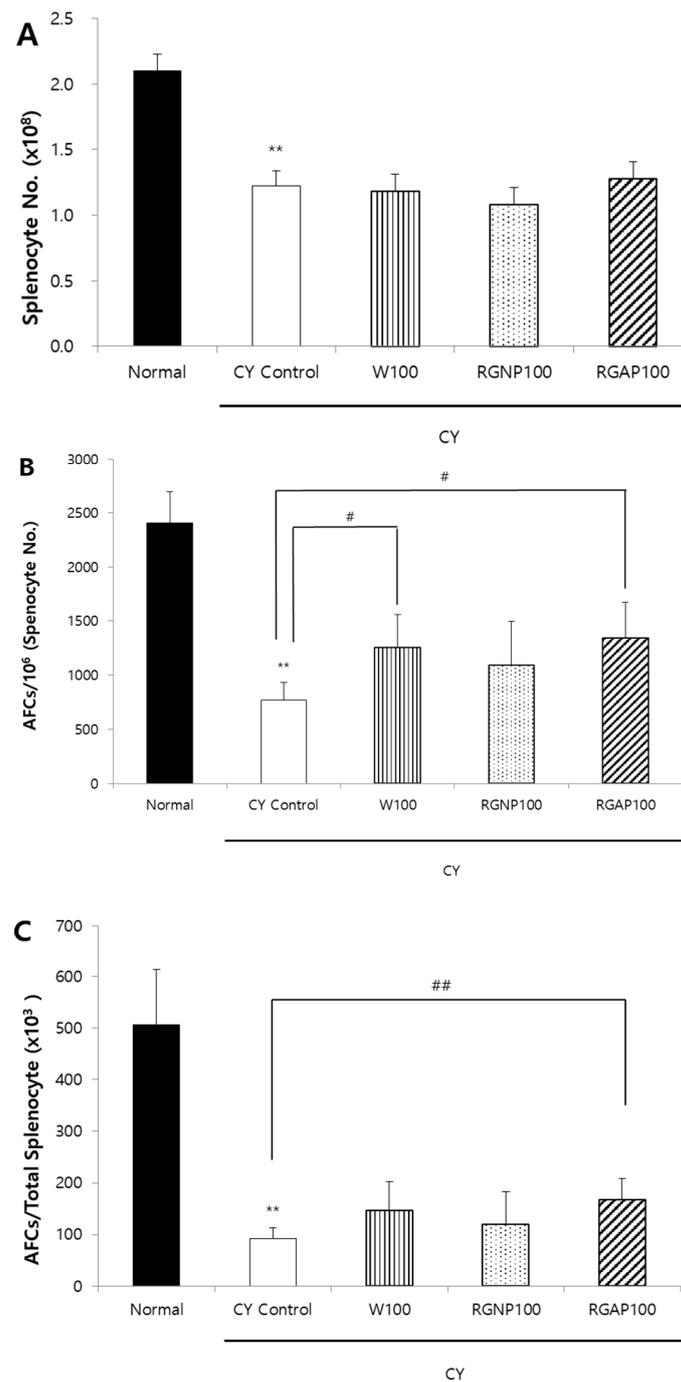 A
Splenocyte No. (x10⁸)
2.5
2.0
1.5
1.0
0.5
0.0
**
Normal CY Control W100 RGNP100 RGAP100
CY
B
AFCs/10⁶ (Spenocyte No.)
3000
2500
2000
1500
1000
500
0
#
#
**
Normal CY Control W100 RGNP100 RGAP100
CY
C
AFCs/Total Splenocyte (x10³ )
700
600
500
400
300
200
100
0
##
**
Normal CY Control W100 RGNP100 RGAP100
CY